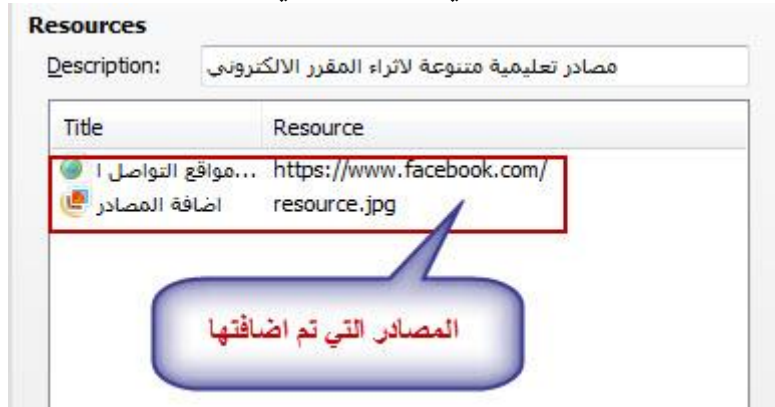 Resources
Description: مصادر تعليمية متنوعة لاثراء المقرر الالكتروني
Title Resource
مواقع التواصل ا... https://www.facebook.com/
اضافة المصادر resource.jpg
المصادر التي تم اضافتها